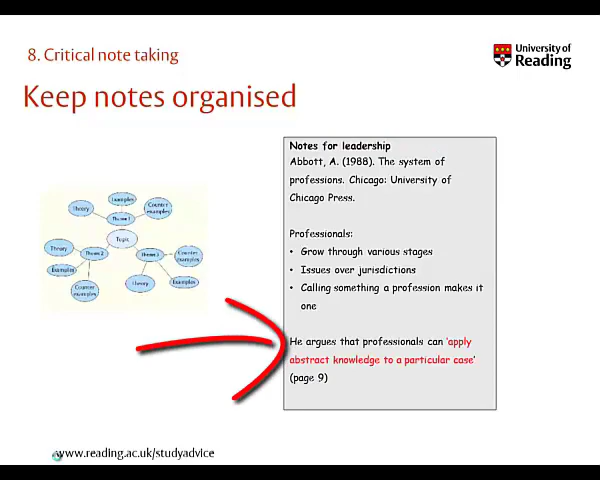 8. Critical note taking
University of
Reading
Keep notes organised
Notes for leadership
Abbott, A. (1988). The system of
professions. Chicago: University of
Chicago Press.
Professionals:
• Grow through various stages
• Issues over jurisdictions
• Calling something a profession makes it
one
He argues that professionals can 'apply
abstract knowledge to a particular case'
(page 9)
Examples
Theory
Counter
examples
Theme 1
Topic
Theory
Theme 2
Theme 3
Counter
examples
Examples
Counter
examples
Theory
Examples
www.reading.ac.uk/studyadvice